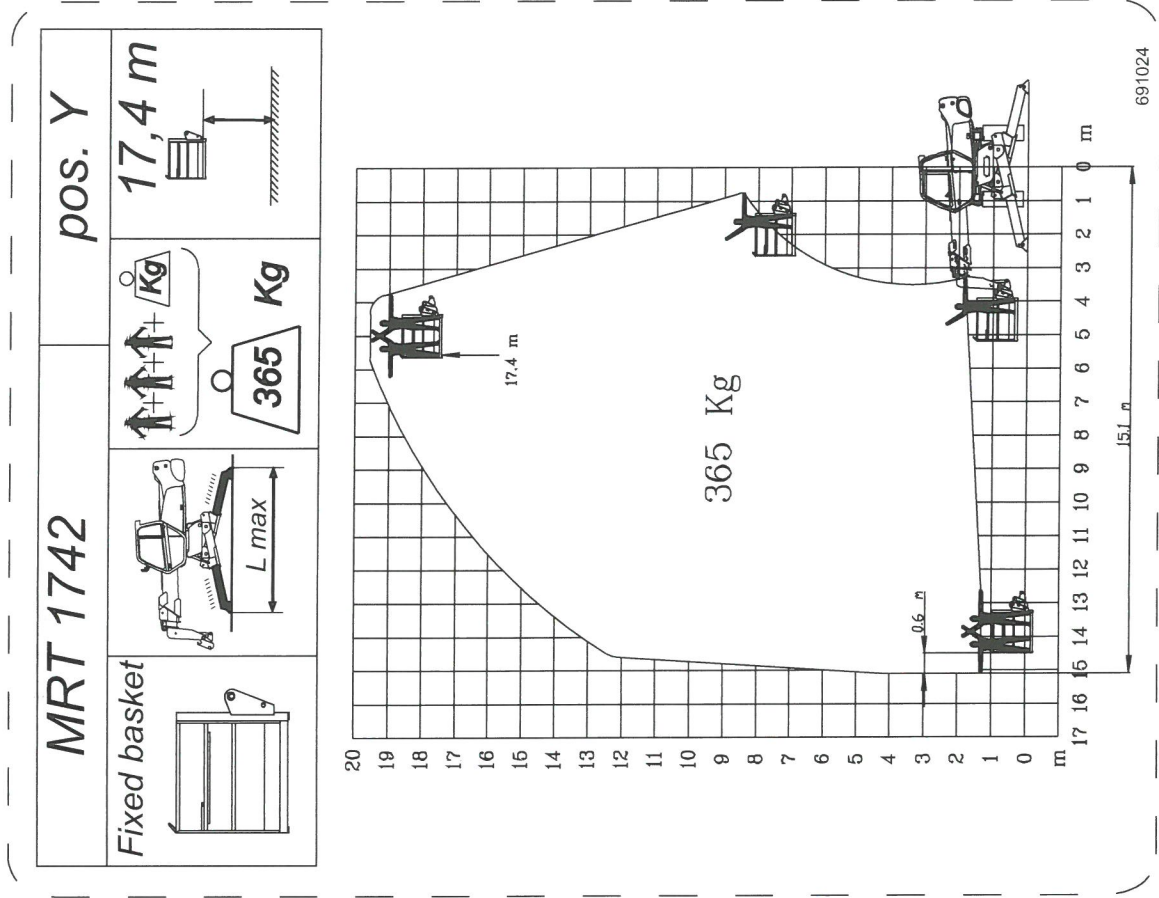 MRT 1742
pos. Y
Fixed basket
L max
+ + + Kg
365 Kg
17,4 m
20
19
18
17
16
15
14
13
12
11
10
9
8
7
6
5
4
3
2
1
0
m
17 16 15 14 13 12 11 10 9 8 7 6 5 4 3 2 1 0 m
17.4 m
365 Kg
0.6 m
15.1 m
691024